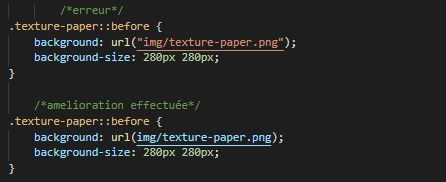 /*erreur*/
.texture-paper::before {
background: url("img/texture-paper.png");
background-size: 280px 280px;
}
/*amelioration effectuée*/
.texture-paper::before {
background: url(img/texture-paper.png);
background-size: 280px 280px;
}